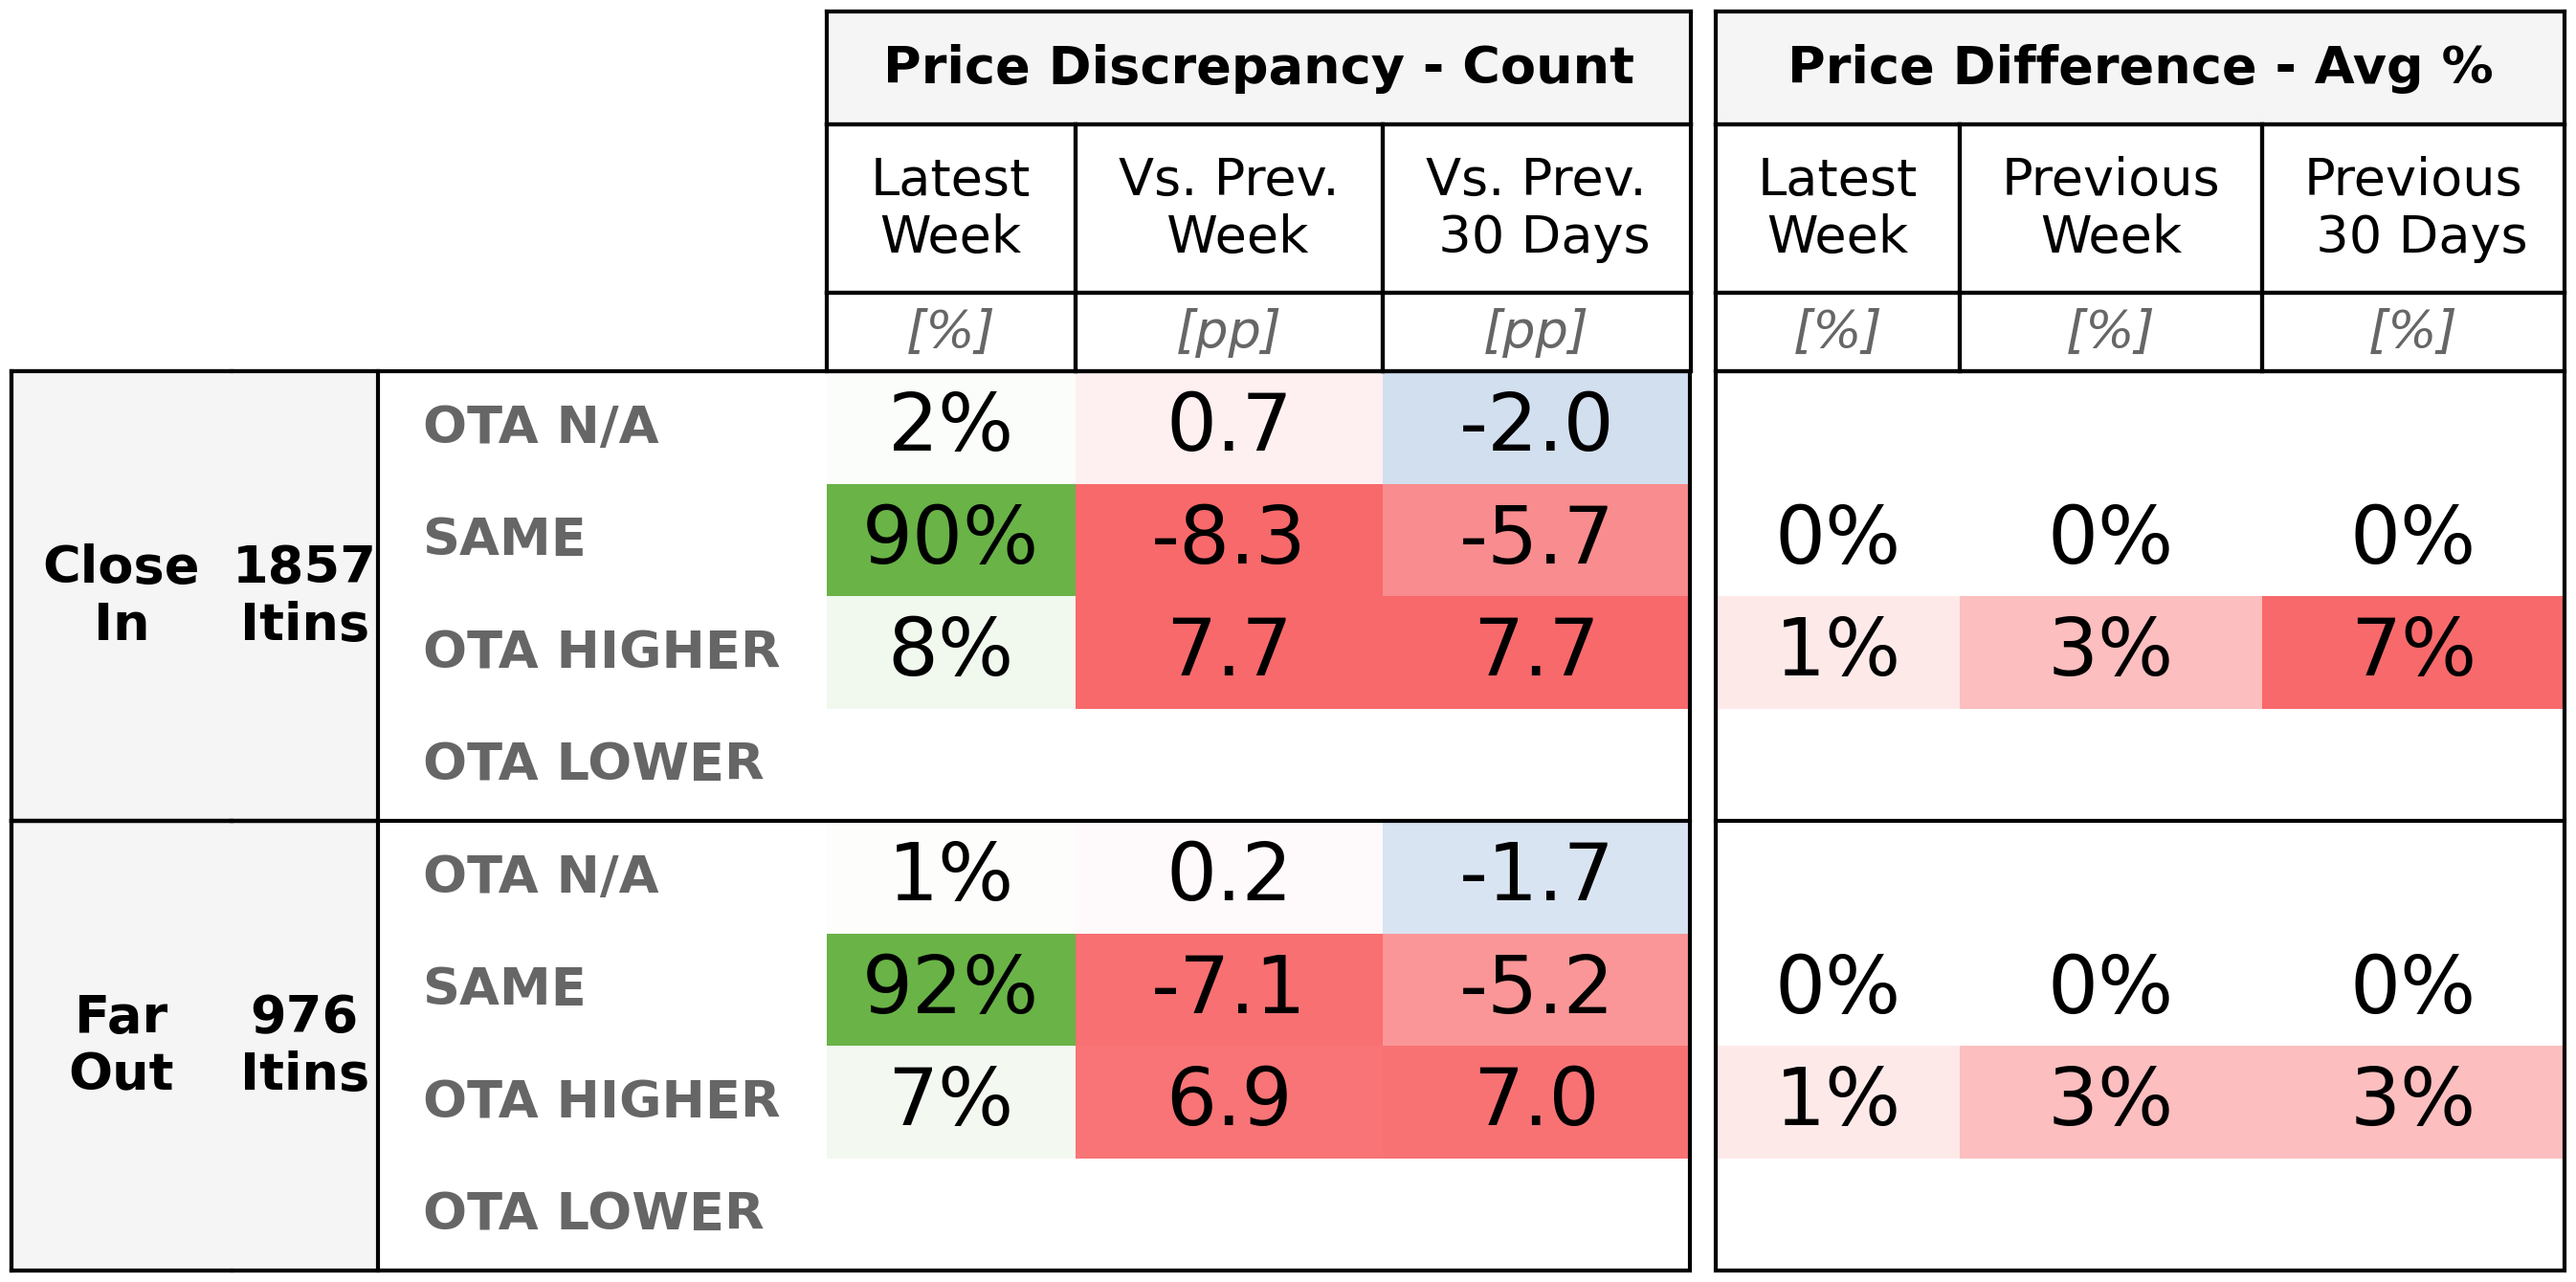 Price Discrepancy - Count Price Difference - Avg %
Latest Week Vs. Prev. Week Vs. Prev. 30 Days Latest Week Previous Week Previous 30 Days
[%] [pp] [pp] [%] [%] [%]
Close In 1857 Itins
OTA N/A 2% 0.7 -2.0
SAME 90% -8.3 -5.7 0% 0% 0%
OTA HIGHER 8% 7.7 7.7 1% 3% 7%
OTA LOWER
Far Out 976 Itins
OTA N/A 1% 0.2 -1.7
SAME 92% -7.1 -5.2 0% 0% 0%
OTA HIGHER 7% 6.9 7.0 1% 3% 3%
OTA LOWER